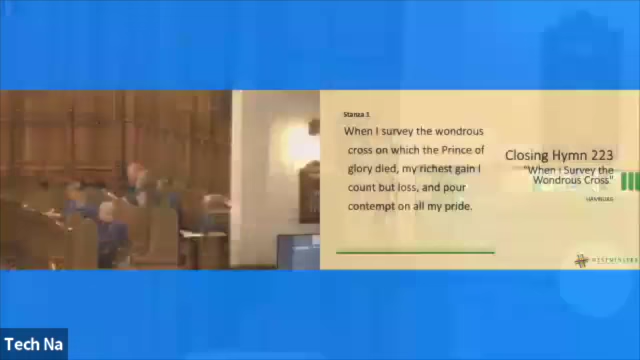 Stanza 1
When I survey the wondrous
cross on which the Prince of
glory died, my richest gain I
count but loss, and pour
contempt on all my pride.
Closing Hymn 223
"When I Survey the
Wondrous Cross"
HAMBURG
Tech Na